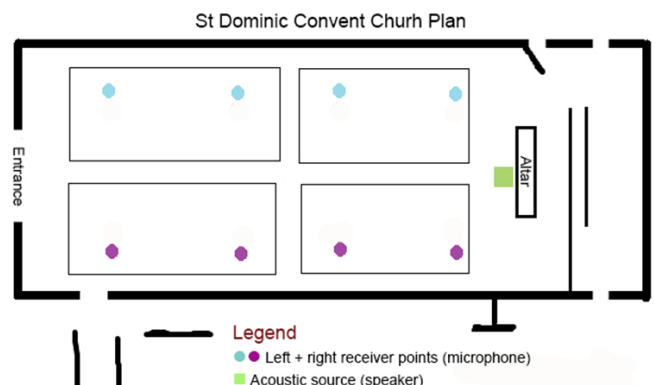 St Dominic Convent Churh Plan
Entrance
Altar
Legend
Left + right receiver points (microphone)
Acoustic source (speaker)